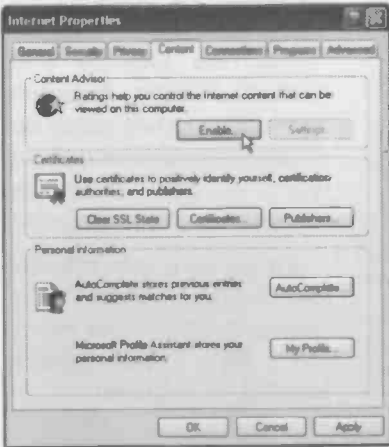 Internet Properties
General Security Privacy Content Connections Programs Advanced
Content Advisor
Ratings help you control the Internet content that can be
viewed on this computer.
Enable... Settings...
Certificates
Use certificates to positively identify yourself, certification
authorities, and publishers.
Clear SSL State Certificates... Publishers...
Personal information
AutoComplete stores previous entries
and suggests matches for you.
AutoComplete...
Microsoft Profile Assistant stores your
personal information.
My Profile...
OK Cancel Apply